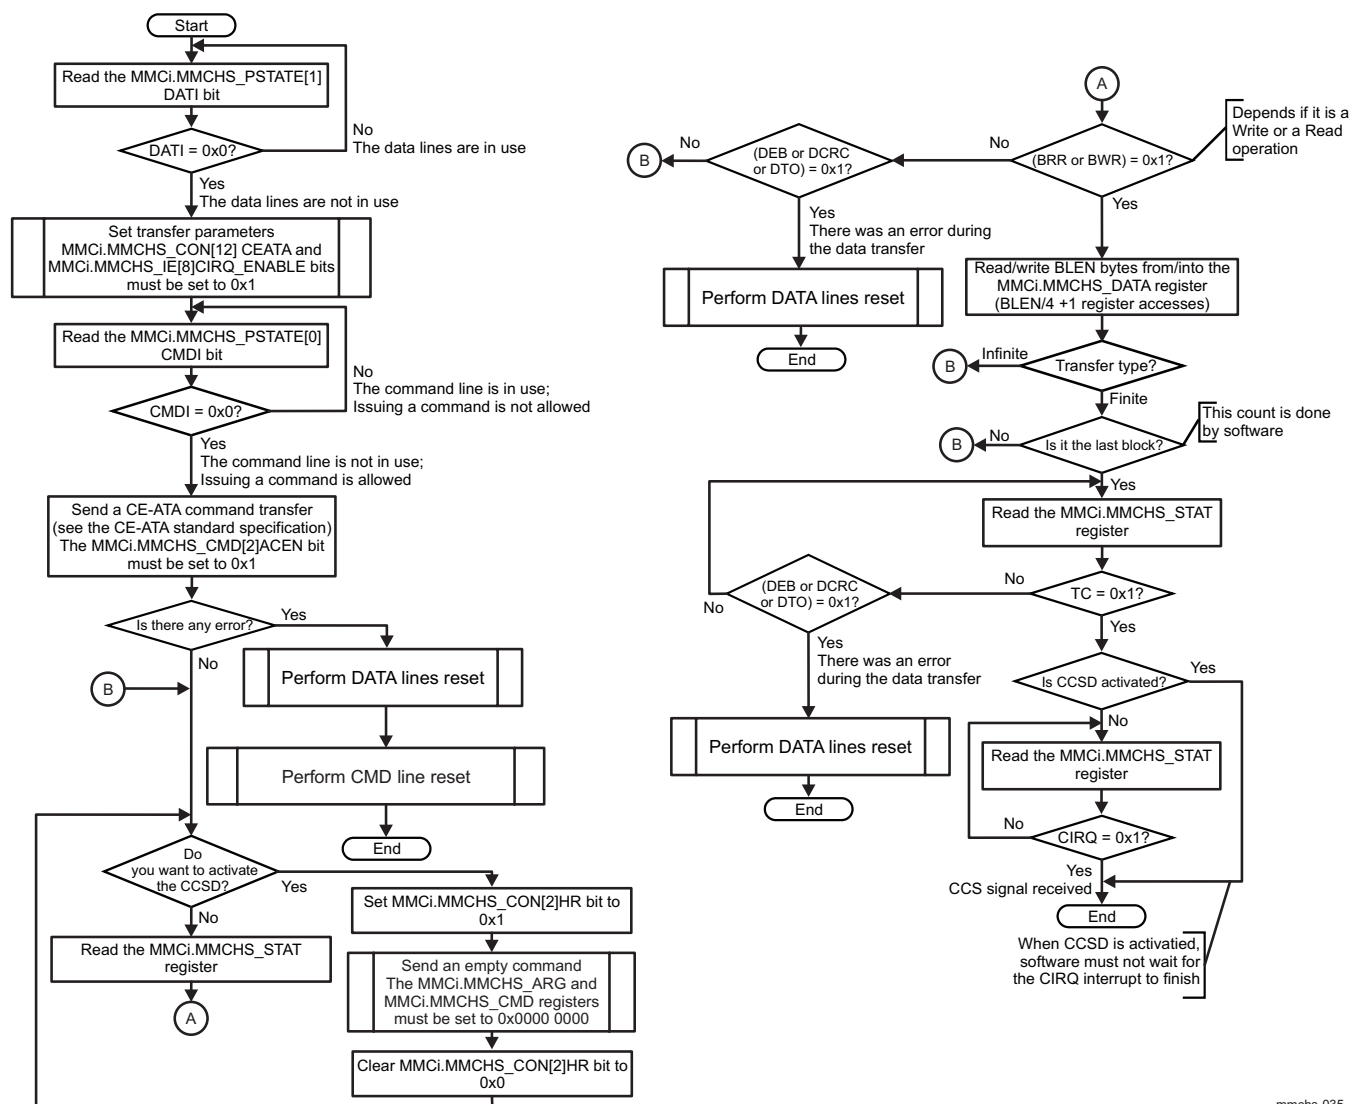 Start
Read the MMCi.MMCHS_PSTATE[1]
DATI bit
No
The data lines are in use
DATI = 0x0?
Yes
The data lines are not in use
Set transfer parameters
MMCi.MMCHS_CON[12] CEATA and
MMCi.MMCHS_IE[8]CIRQ_ENABLE bits
must be set to 0x1
Read the MMCi.MMCHS_PSTATE[0]
CMDI bit
No
The command line is in use;
Issuing a command is not allowed
CMDI = 0x0?
Yes
The command line is not in use;
Issuing a command is allowed
Send a CE-ATA command transfer
(see the CE-ATA standard specification)
The MMCi.MMCHS_CMD[2]ACEN bit
must be set to 0x1
Is there any error?
Yes
No
Perform DATA lines reset
B
Perform CMD line reset
End
Do
you want to activate
the CCSD?
Yes
No
Set MMCi.MMCHS_CON[2]HR bit to
0x1
Read the MMCi.MMCHS_STAT
register
Send an empty command
The MMCi.MMCHS_ARG and
MMCi.MMCHS_CMD registers
must be set to 0x0000 0000
A
Clear MMCi.MMCHS_CON[2]HR bit to
0x0
A
Depends if it is a
Write or a Read
operation
(BRR or BWR) = 0x1?
No
(DEB or DCRC
or DTO) = 0x1?
No
B
Yes
Yes
There was an error during
the data transfer
Read/write BLEN bytes from/into the
MMCi.MMCHS_DATA register
(BLEN/4 +1 register accesses)
Perform DATA lines reset
End
Transfer type?
Infinite
B
Finite
This count is done
by software
Is it the last block?
No
B
Yes
Read the MMCi.MMCHS_STAT
register
TC = 0x1?
No
(DEB or DCRC
or DTO) = 0x1?
No
Yes
Yes
There was an error
during the data transfer
Is CCSD activated?
Yes
No
Perform DATA lines reset
Read the MMCi.MMCHS_STAT
register
End
No
CIRQ = 0x1?
Yes
CCS signal received
End
When CCSD is activatied,
software must not wait for
the CIRQ interrupt to finish